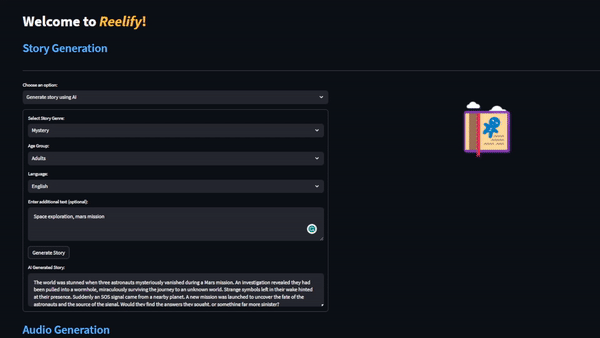 Welcome to Reelify!
Story Generation
Choose an option:
Generate story using AI
Select Story Genre:
Mystery
Age Group:
Adults
Language:
English
Enter additional text (optional):
Space exploration, mars mission
Generate Story
AI Generated Story:
The world was stunned when three astronauts mysteriously vanished during a Mars mission. An investigation revealed they had
been pulled into a wormhole, miraculously surviving the journey to an unknown world. Strange symbols left in their wake hinted
at their presence. Suddenly an SOS signal came from a nearby planet. A new mission was launched to uncover the fate of the
astronauts and the source of the signal. Would they find the answers they sought, or something far more sinister?
Audio Generation